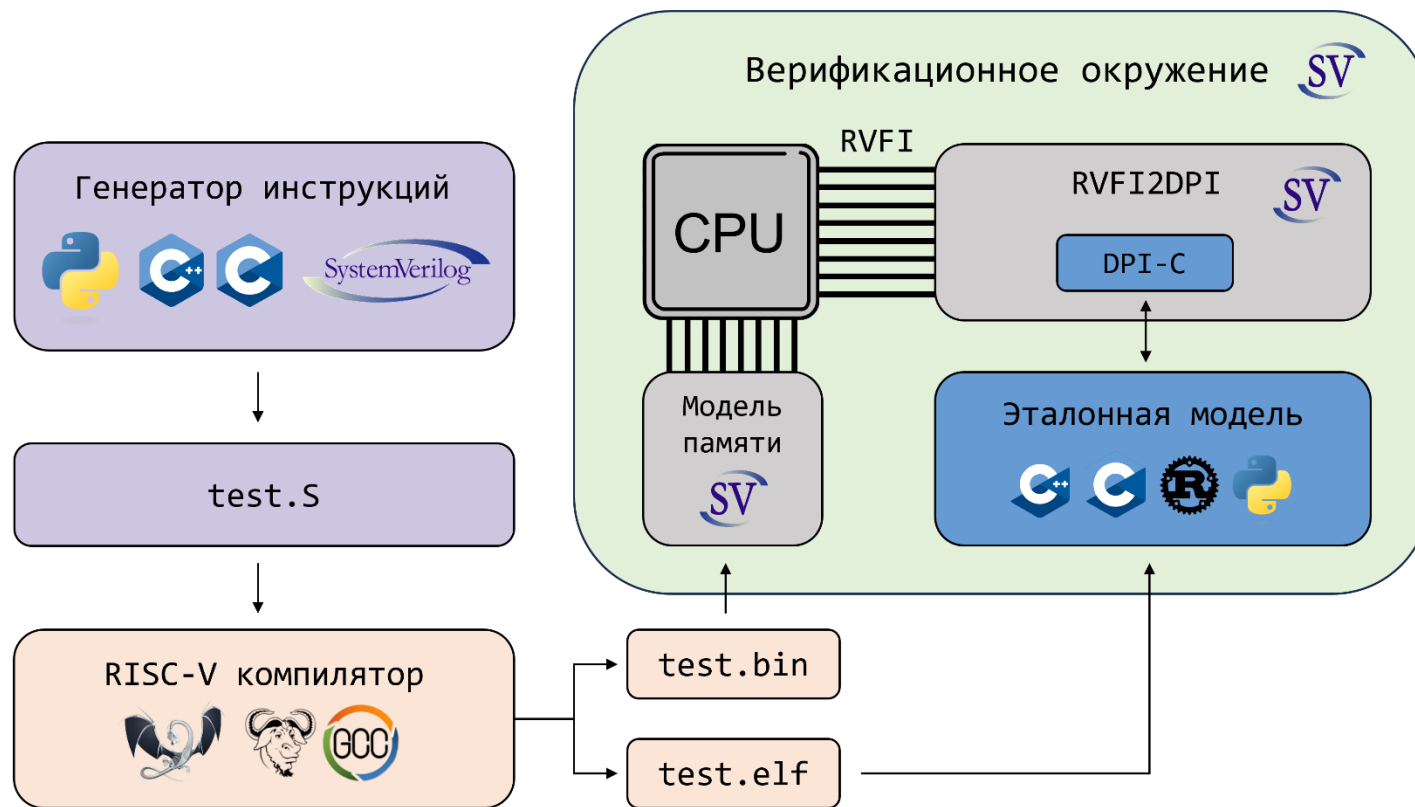 Верификационное окружение
SV
Генератор инструкций
C++
C
SystemVerilog
test.S
RISC-V компилятор
GCC
test.bin
test.elf
CPU
RVFI
RVFI2DPI
SV
DPI-C
Модель
памяти
SV
Эталонная модель
C++
C
R